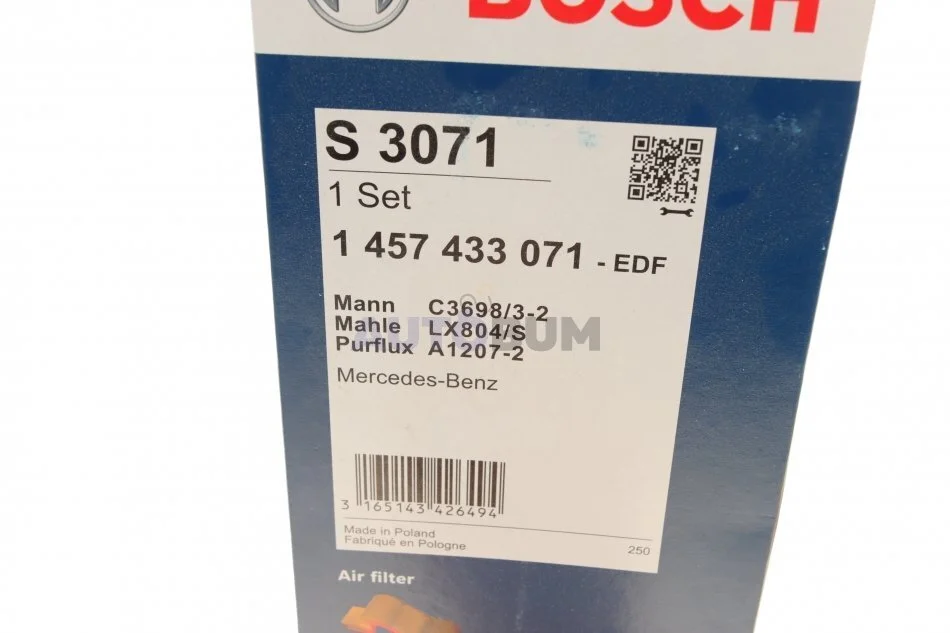 BOSCH
S 3071
1 Set
1 457 433 071 - EDF
Mann C3698/3-2
Mahle LX804/S
Purflux A1207-2
AUTODUM
Mercedes-Benz
3 165143 426494
Made in Poland
Fabriqué en Pologne
250
Air filter